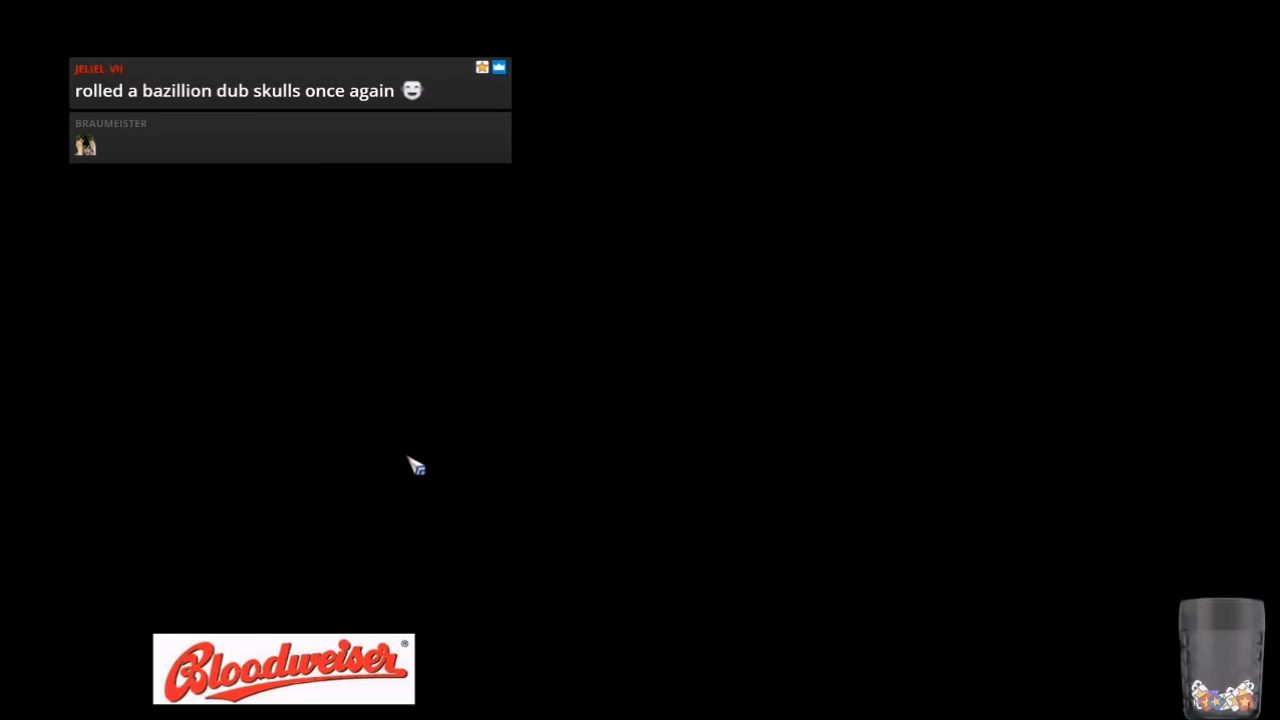 JELIEL VII
rolled a bazillion dub skulls once again
BRAUMEISTER
Bloodweiser®